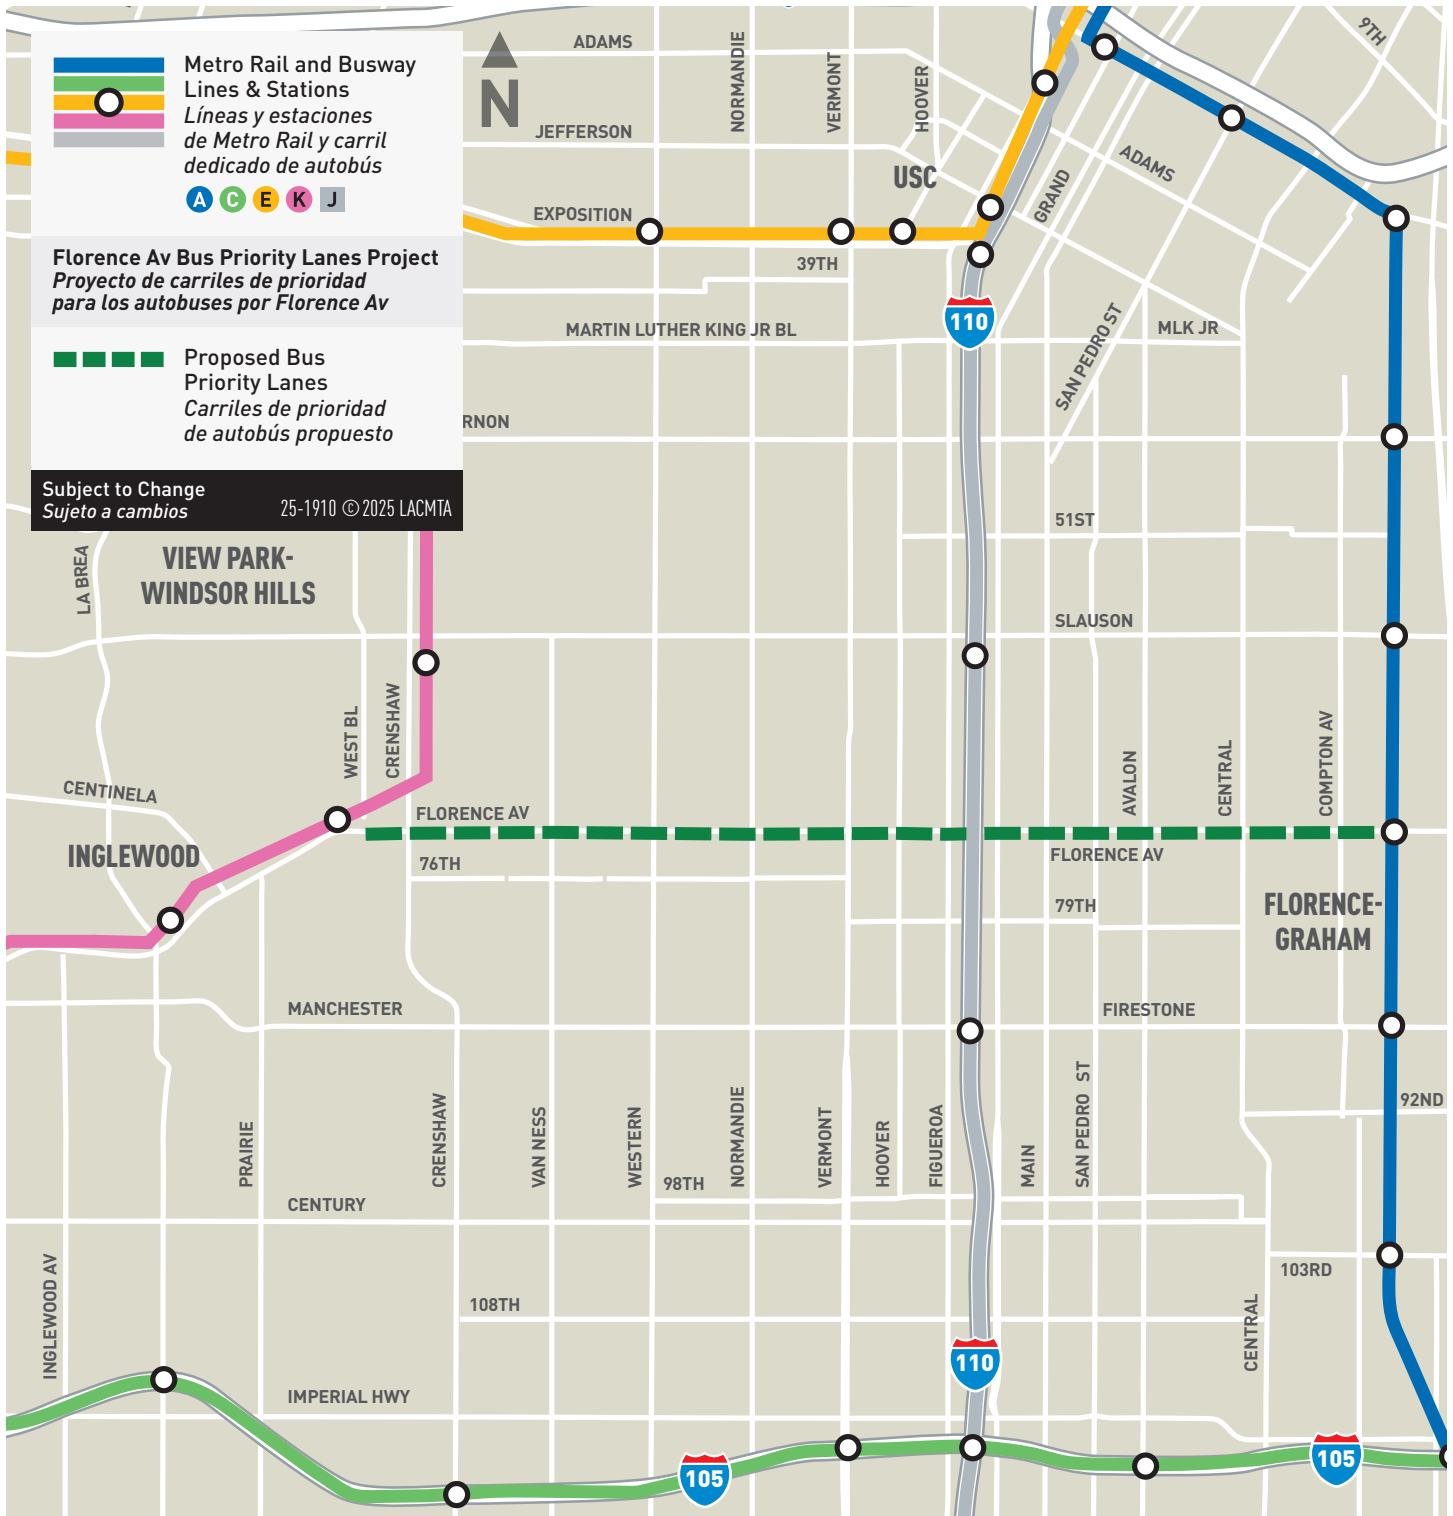 Metro Rail and Busway
Lines & Stations
Líneas y estaciones
de Metro Rail y carril
dedicado de autobús
A C E K J
Florence Av Bus Priority Lanes Project
Proyecto de carriles de prioridad
para los autobuses por Florence Av
Proposed Bus
Priority Lanes
Carriles de prioridad
de autobús propuesto
Subject to Change
Sujeto a cambios
25-1910 © 2025 LACMTA
N
ADAMS
NORMANDIE
VERMONT
HOOVER
9TH
JEFFERSON
ADAMS
USC
GRAND
EXPOSITION
39TH
110
MARTIN LUTHER KING JR BL
SAN PEDRO ST
MLK JR
RNON
51ST
LA BREA
VIEW PARK-
WINDSOR HILLS
SLAUSON
WEST BL
CRENSHAW
AVALON
CENTRAL
COMPTON AV
CENTINELA
FLORENCE AV
INGLEWOOD
FLORENCE AV
76TH
79TH
FLORENCE-
GRAHAM
MANCHESTER
FIRESTONE
92ND
PRAIRIE
CRENSHAW
VAN NESS
WESTERN
NORMANDIE
VERMONT
HOOVER
FIGUEROA
MAIN
SAN PEDRO ST
98TH
CENTURY
INGLEWOOD AV
103RD
108TH
CENTRAL
110
IMPERIAL HWY
105
105